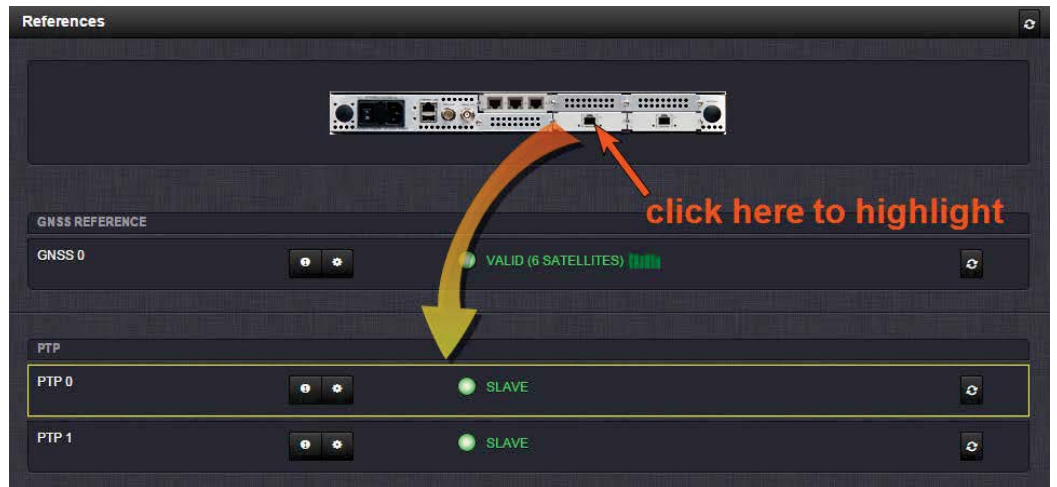 References
click here to highlight
GNSS REFERENCE
GNSS 0
VALID (6 SATELLITES)
PTP
PTP 0
SLAVE
PTP 1
SLAVE